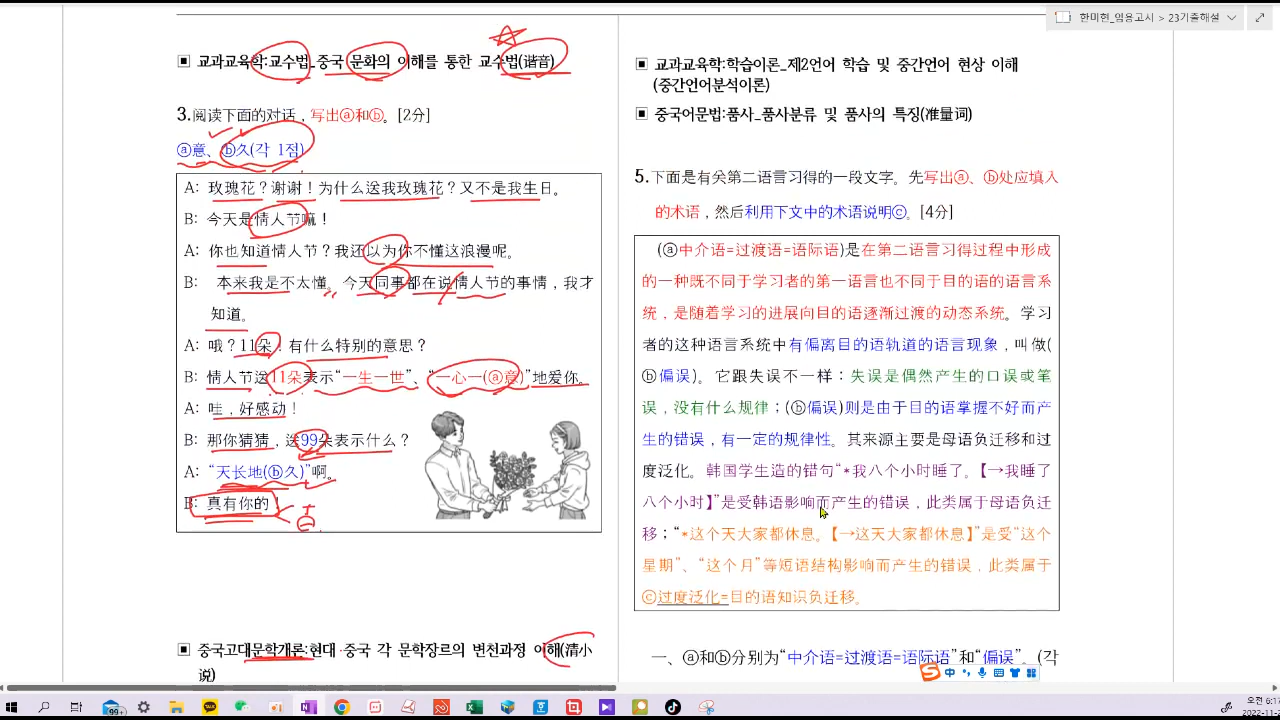 한미현_임용고시 > 23기출해설
▣ 교과교육학:교수법_중국 문화의 이해를 통한 교수법(谐音)
3.阅读下面的对话，写出ⓐ和ⓑ。[2分]
ⓐ意、ⓑ久(각 1점)
A: 玫瑰花？谢谢！为什么送我玫瑰花？又不是我生日。
B: 今天是情人节嘛！
A: 你也知道情人节？我还以为你不懂这浪漫呢。
B: 本来我是不太懂。今天同事都在说情人节的事情，我才
知道。
A: 哦？11朵！有什么特别的意思？
B: 情人节送11朵表示“一生一世”、“一心一(ⓐ意)”地爱你。
A: 哇，好感动！
B: 那你猜猜，送99朵表示什么？
A: “天长地(ⓑ久)”啊。
B: 真有你的
▣ 중국고대문학개론:현대 중국 각 문학장르의 변천과정 이해(清小
说)
▣ 교과교육학:학습이론_제2언어 학습 및 중간언어 현상 이해
(중간언어분석이론)
▣ 중국어문법:품사_품사분류 및 품사의 특징(准量词)
5.下面是有关第二语言习得的一段文字。先写出ⓐ、ⓑ处应填入
的术语，然后利用下文中的术语说明ⓒ。[4分]
(ⓐ中介语=过渡语=语际语)是在第二语言习得过程中形成
的一种既不同于学习者的第一语言也不同于目的语的语言系
统，是随着学习的进展向目的语逐渐过渡的动态系统。学习
者的这种语言系统中有偏离目的语轨道的语言现象，叫做(
ⓑ偏误)。它跟失误不一样：失误是偶然产生的口误或笔
误，没有什么规律；(ⓑ偏误)则是由于目的语掌握不好而产
生的错误，有一定的规律性。其来源主要是母语负迁移和过
度泛化。韩国学生造的错句“*我八个小时睡了。【→我睡了
八个小时】”是受韩语影响而产生的错误，此类属于母语负迁
移；“*这个天大家都休息。【→这天大家都休息】”是受“这个
星期”、“这个月”等短语结构影响而产生的错误，此类属于
ⓒ过度泛化=目的语知识负迁移。
一、ⓐ和ⓑ分别为“中介语=过渡语=语际语”和“偏误”。(각
中
99+
오전 6:1
2022-11-2